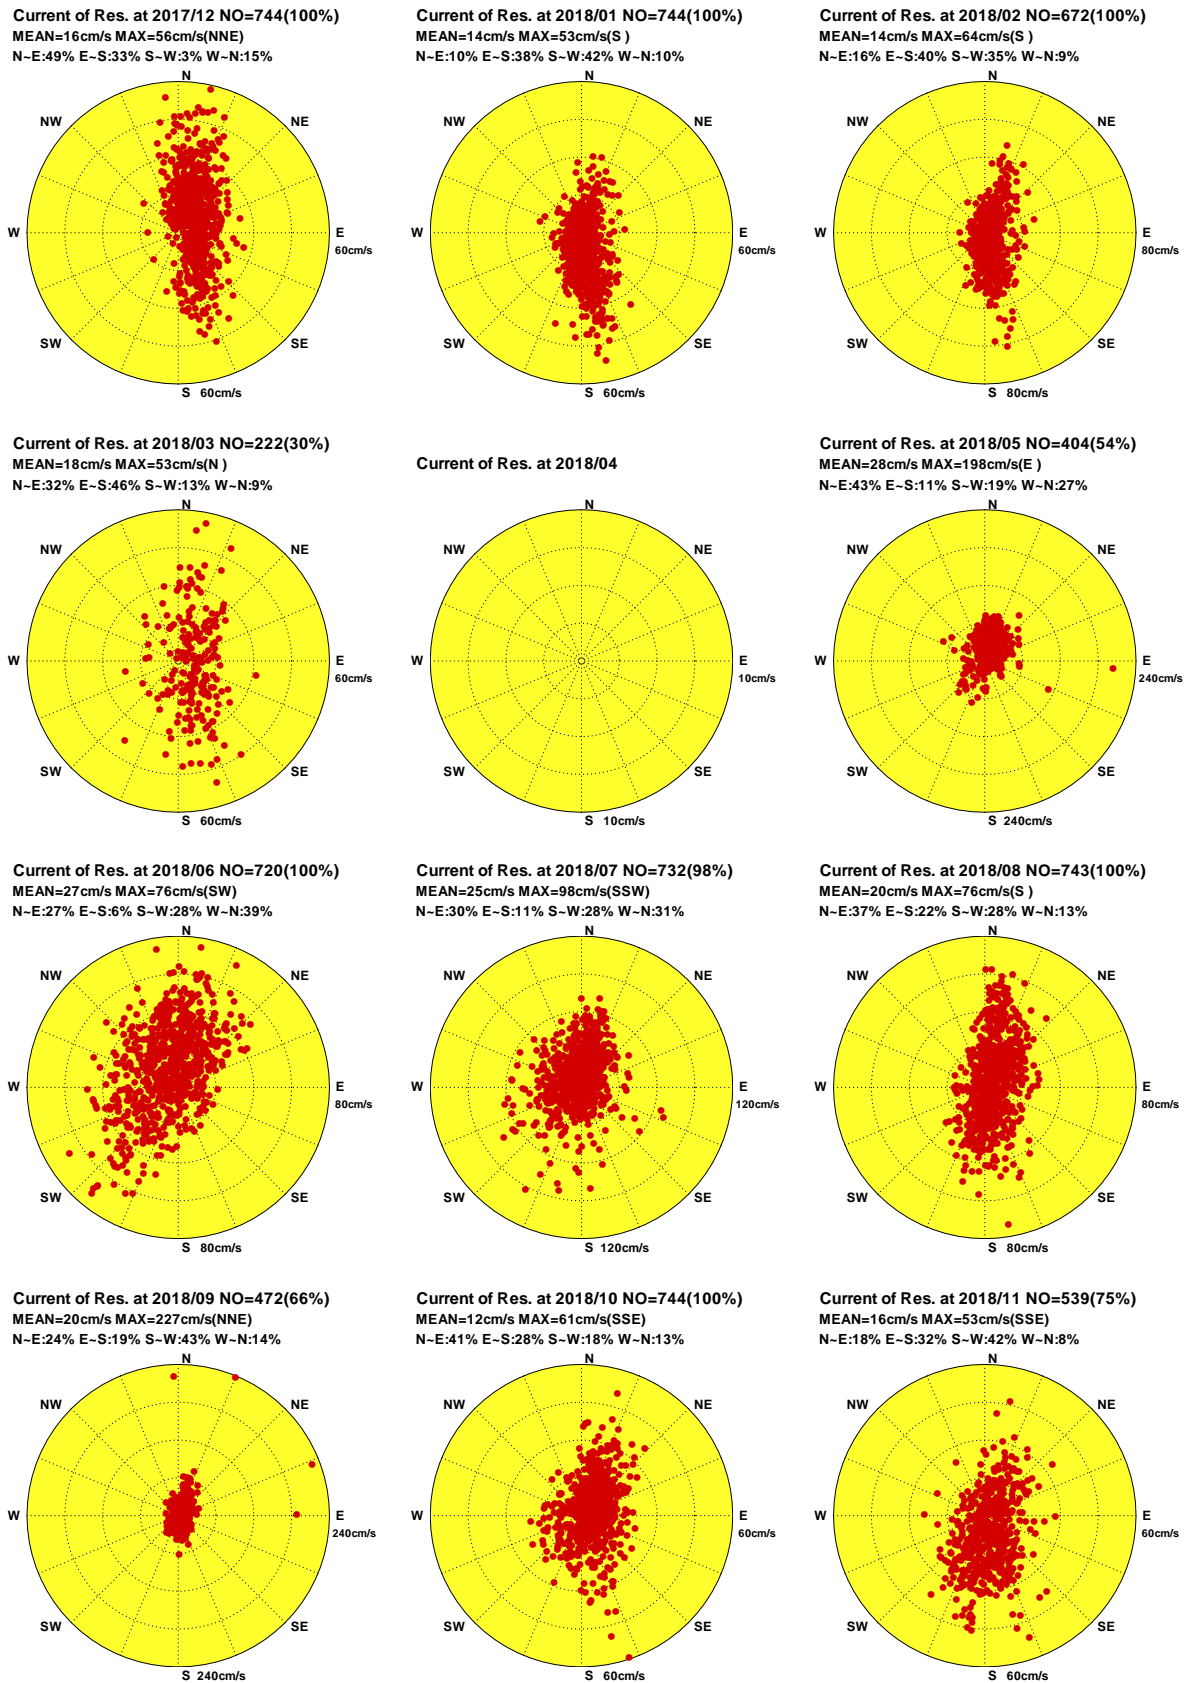 Current of Res. at 2017/12 NO=744(100%)
MEAN=16cm/s MAX=56cm/s(NNE)
N~E:49% E~S:33% S~W:3% W~N:15%
N
NW
NE
W
E
60cm/s
SW
SE
S 60cm/s
Current of Res. at 2018/01 NO=744(100%)
MEAN=14cm/s MAX=53cm/s(S )
N~E:10% E~S:38% S~W:42% W~N:10%
N
NW
NE
W
E
60cm/s
SW
SE
S 60cm/s
Current of Res. at 2018/02 NO=672(100%)
MEAN=14cm/s MAX=64cm/s(S )
N~E:16% E~S:40% S~W:35% W~N:9%
N
NW
NE
W
E
80cm/s
SW
SE
S 80cm/s
Current of Res. at 2018/03 NO=222(30%)
MEAN=18cm/s MAX=53cm/s(N )
N~E:32% E~S:46% S~W:13% W~N:9%
N
NW
NE
W
E
60cm/s
SW
SE
S 60cm/s
Current of Res. at 2018/04
N
NW
NE
W
E
10cm/s
SW
SE
S 10cm/s
Current of Res. at 2018/05 NO=404(54%)
MEAN=28cm/s MAX=198cm/s(E )
N~E:43% E~S:11% S~W:19% W~N:27%
N
NW
NE
W
E
240cm/s
SW
SE
S 240cm/s
Current of Res. at 2018/06 NO=720(100%)
MEAN=27cm/s MAX=76cm/s(SW)
N~E:27% E~S:6% S~W:28% W~N:39%
N
NW
NE
W
E
80cm/s
SW
SE
S 80cm/s
Current of Res. at 2018/07 NO=732(98%)
MEAN=25cm/s MAX=98cm/s(SSW)
N~E:30% E~S:11% S~W:28% W~N:31%
N
NW
NE
W
E
120cm/s
SW
SE
S 120cm/s
Current of Res. at 2018/08 NO=743(100%)
MEAN=20cm/s MAX=76cm/s(S )
N~E:37% E~S:22% S~W:28% W~N:13%
N
NW
NE
W
E
80cm/s
SW
SE
S 80cm/s
Current of Res. at 2018/09 NO=472(66%)
MEAN=20cm/s MAX=227cm/s(NNE)
N~E:24% E~S:19% S~W:43% W~N:14%
N
NW
NE
W
E
240cm/s
SW
SE
S 240cm/s
Current of Res. at 2018/10 NO=744(100%)
MEAN=12cm/s MAX=61cm/s(SSE)
N~E:41% E~S:28% S~W:18% W~N:13%
N
NW
NE
W
E
60cm/s
SW
SE
S 60cm/s
Current of Res. at 2018/11 NO=539(75%)
MEAN=16cm/s MAX=53cm/s(SSE)
N~E:18% E~S:32% S~W:42% W~N:8%
N
NW
NE
W
E
60cm/s
SW
SE
S 60cm/s